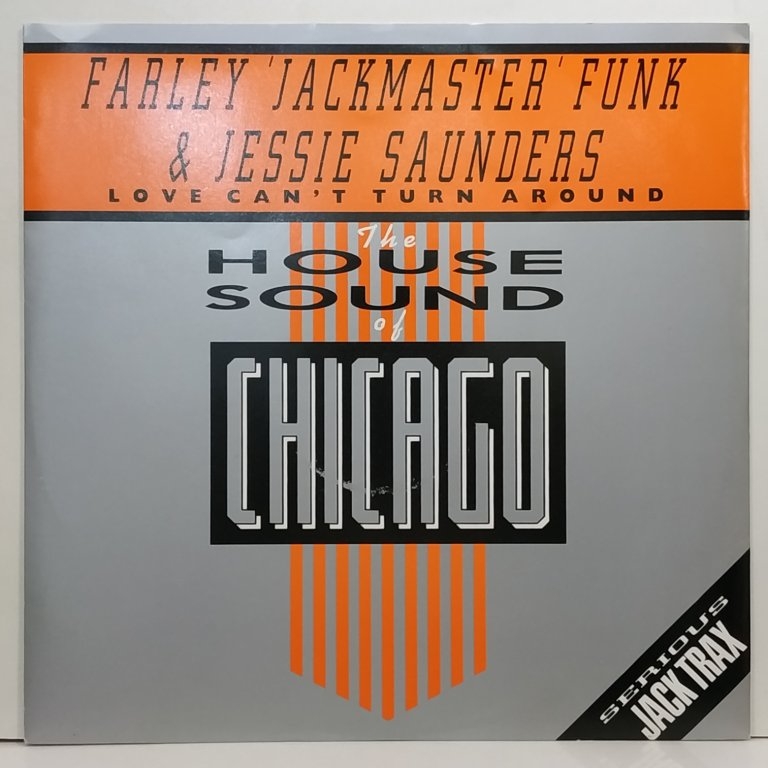 FARLEY 'JACKMASTER' FUNK
& JESSIE SAUNDERS
LOVE CAN'T TURN AROUND
The
HOUSE
SOUND
of
CHICAGO
SERIOUS
JACK TRAX